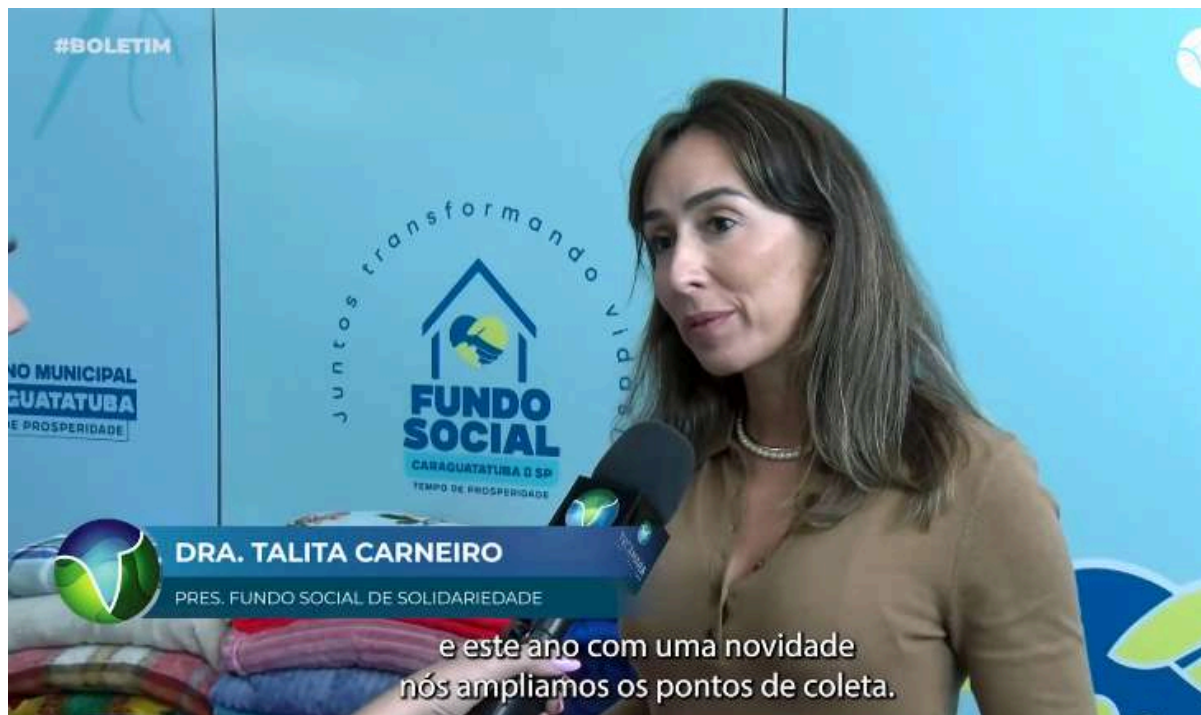 #BOLETIM
Juntos transformando vidas
FUNDO
SOCIAL
CARAGUATATUBA SP
TEMPO DE PROSPERIDADE
NO MUNICIPAL
GUATATUBA
E PROSPERIDADE
DRA. TALITA CARNEIRO
PRES. FUNDO SOCIAL DE SOLIDARIEDADE
e este ano com uma novidade
nós ampliamos os pontos de coleta.